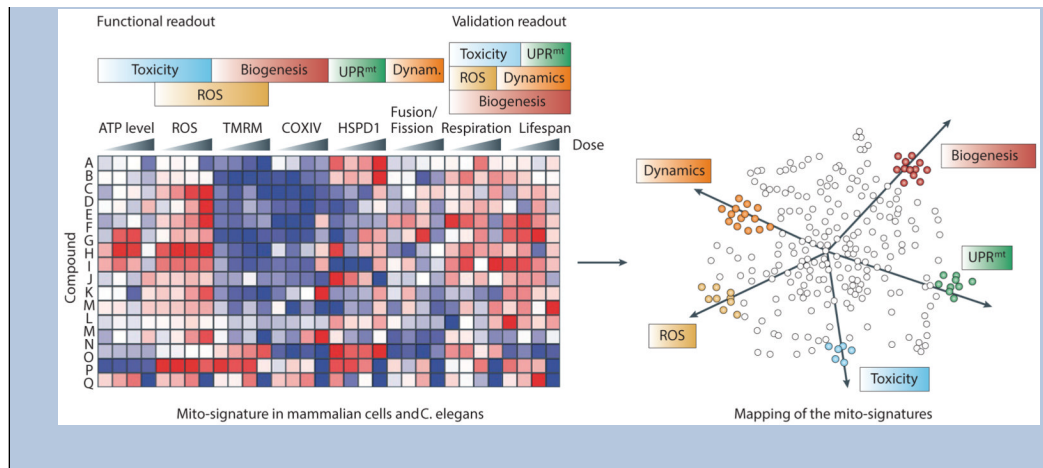 Functional readout
Validation readout
Toxicity
Biogenesis
UPRmt
Dynam.
ROS
Toxicity
UPRmt
ROS
Dynamics
Biogenesis
ATP level
ROS
TMRM
COXIV
HSPD1
Fusion/
Fission
Respiration
Lifespan
Dose
Compound
A
B
C
D
E
F
G
H
I
J
K
M
L
M
N
O
P
Q
Mito-signature in mammalian cells and C. elegans
Dynamics
Biogenesis
UPRmt
ROS
Toxicity
Mapping of the mito-signatures